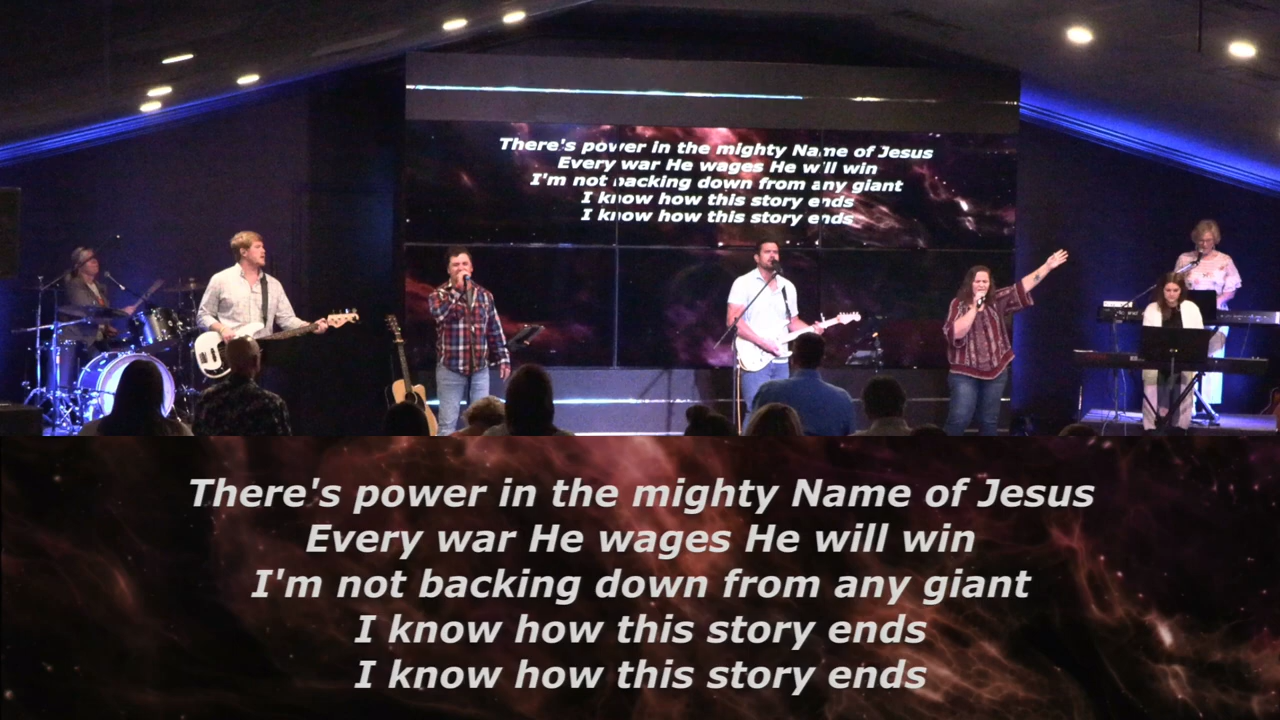 There's power in the mighty Name of Jesus
Every war He wages He will win
I'm not backing down from any giant
I know how this story ends
I know how this story ends
There's power in the mighty Name of Jesus
Every war He wages He will win
I'm not backing down from any giant
I know how this story ends
I know how this story ends